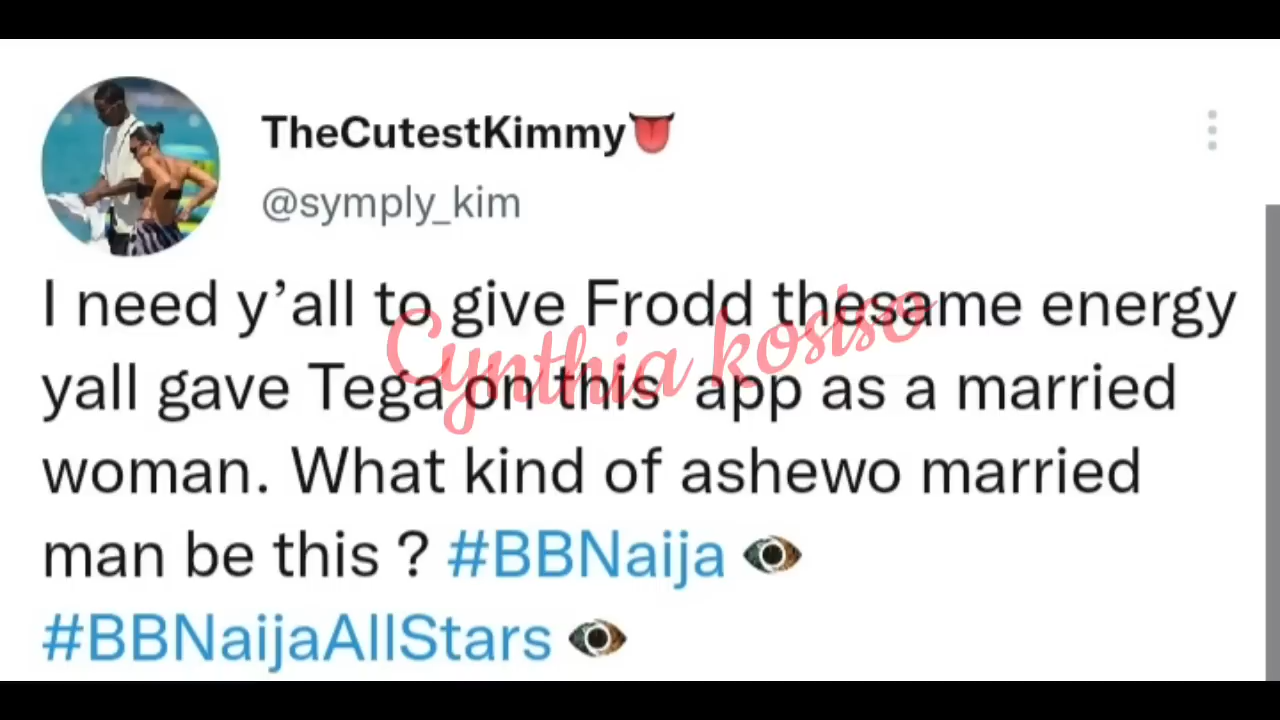 TheCutestKimmy👅
@symply_kim
I need y’all to give Frodd thesame energy
yall gave Tega on this app as a married
woman. What kind of ashewo married
man be this ? #BBNaija
#BBNaijaAllStars
Cynthia kosiso